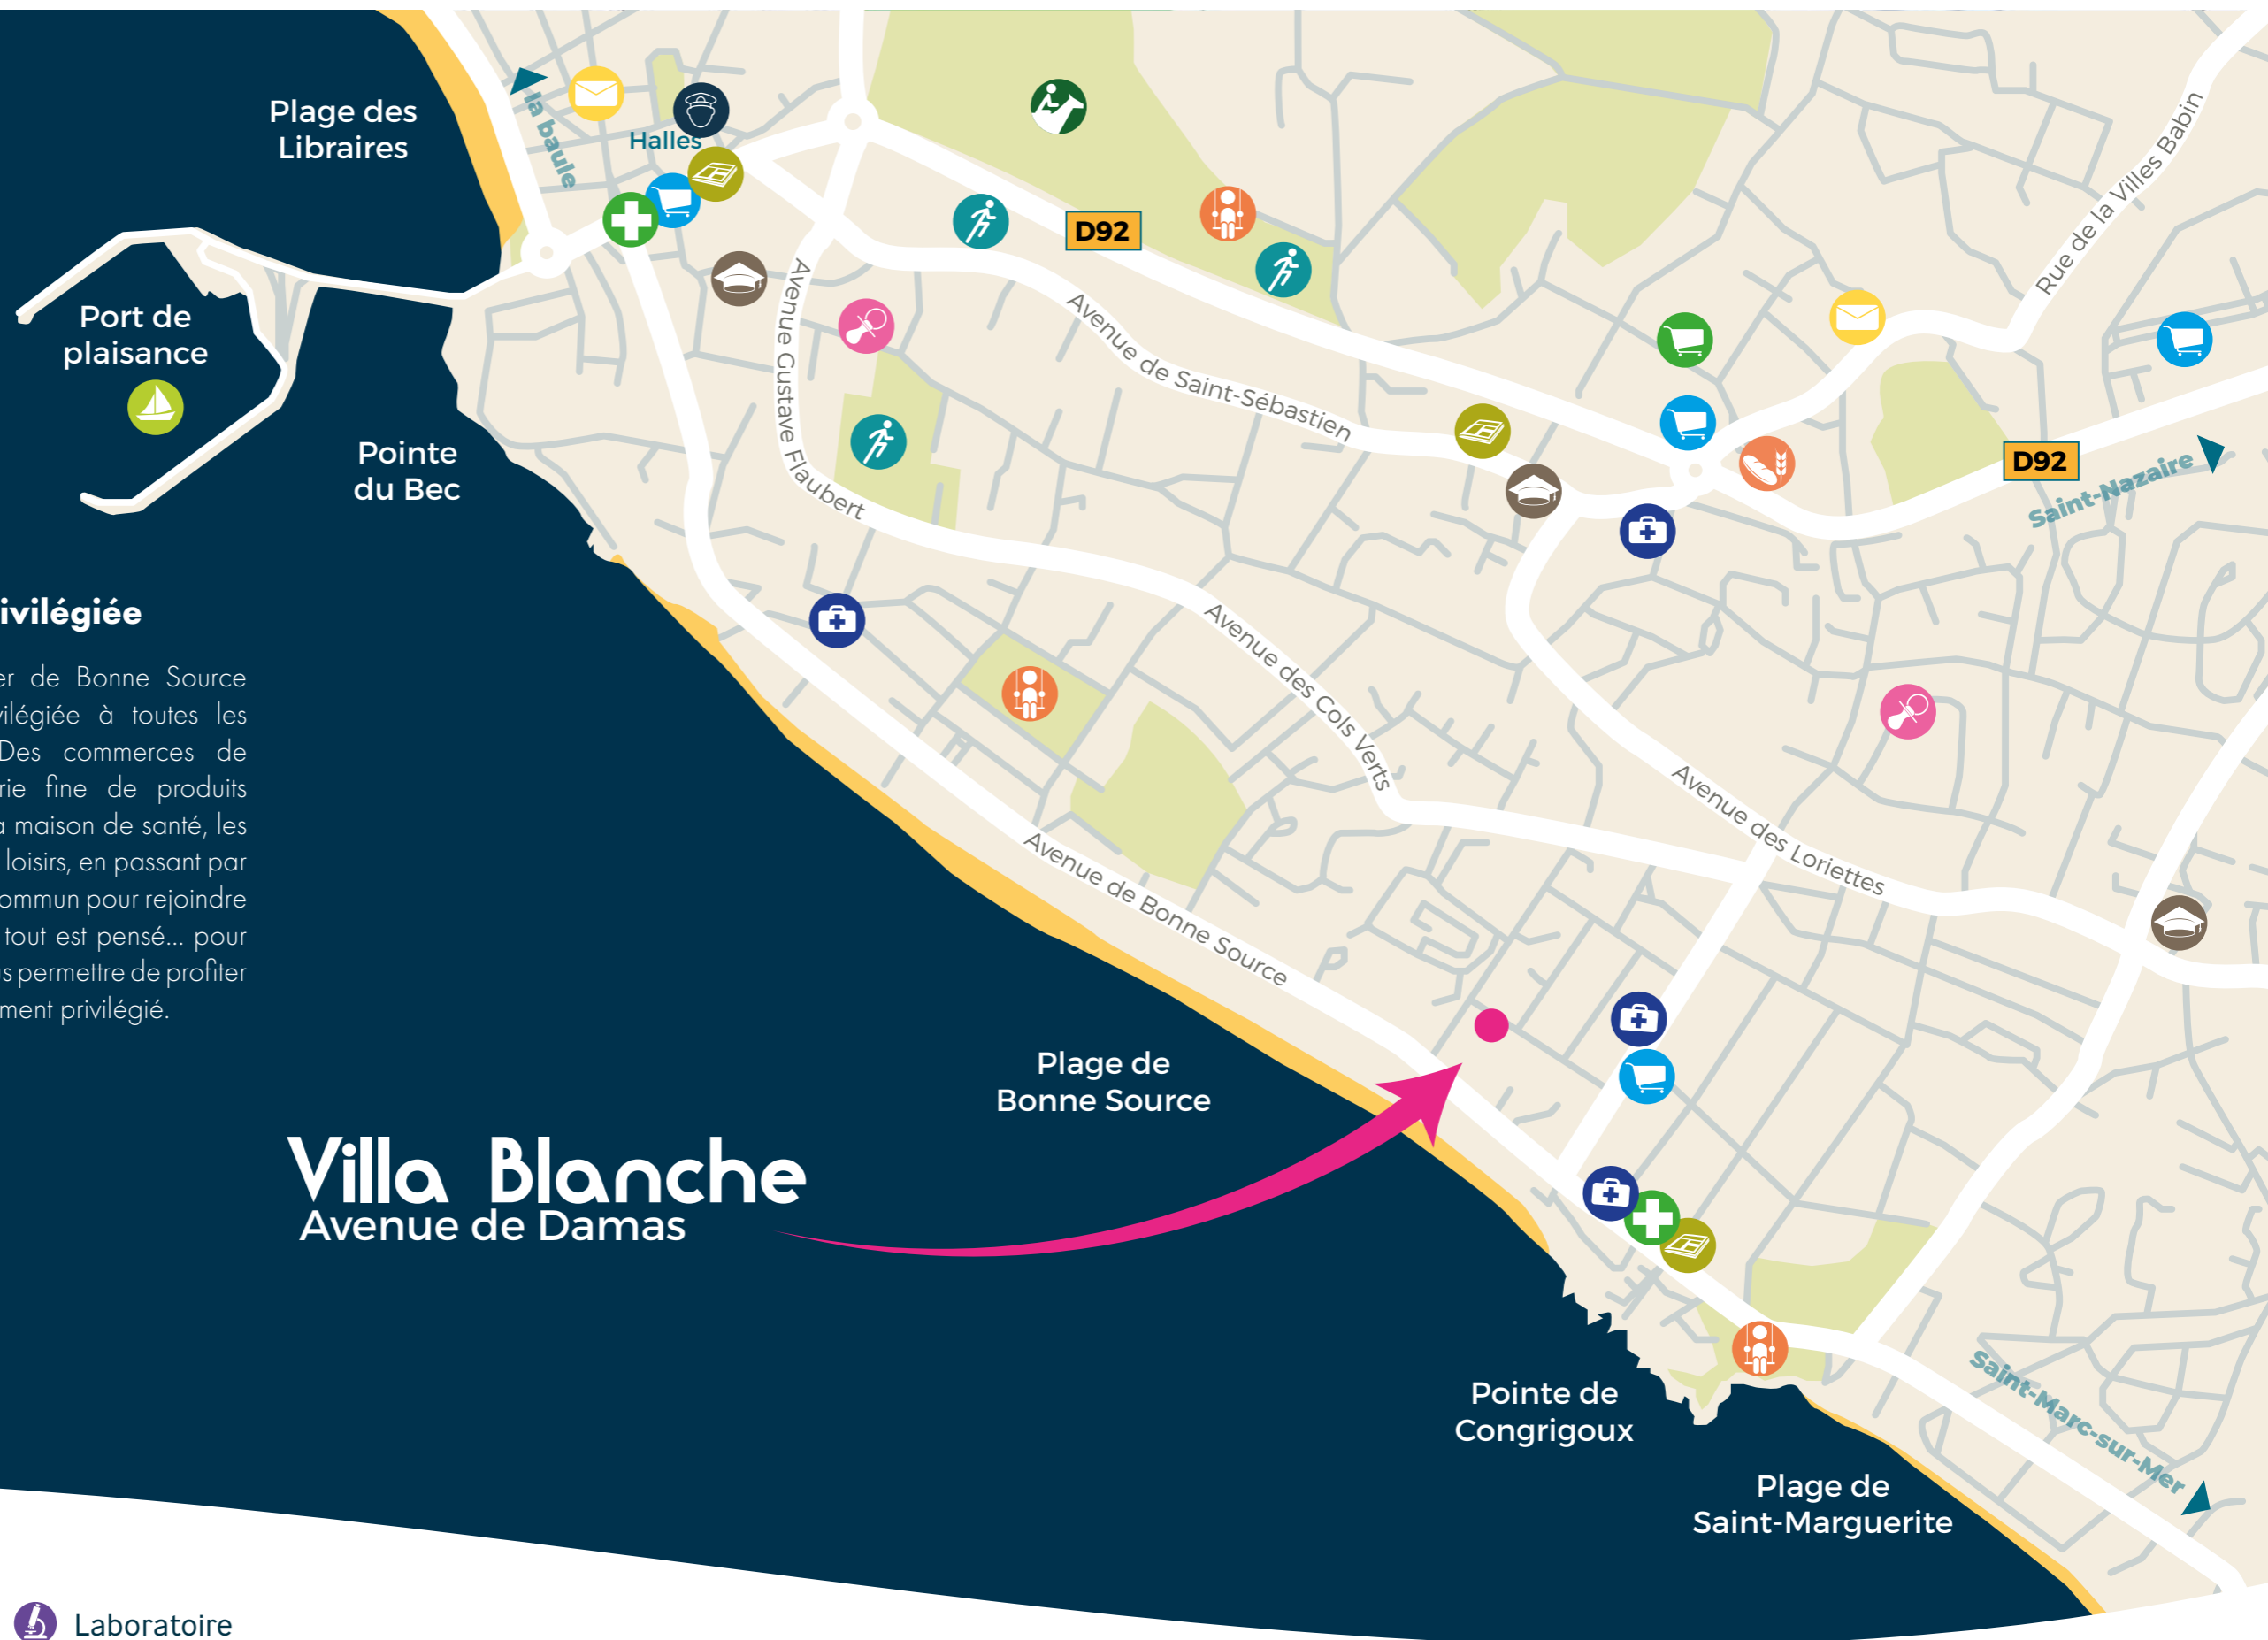 Plage des
Libraires
la baule
Halles
D92
Rue de la Villes Babin
Port de
plaisance
Avenue Gustave Flaubert
Avenue de Saint-Sébastien
Pointe
du Bec
D92
Saint-Nazaire
ivilégiée
er de Bonne Source
vilégiée à toutes les
Des commerces de
rie fine de produits
a maison de santé, les
loisirs, en passant par
ommun pour rejoindre
tout est pensé... pour
us permettre de profiter
ment privilégié.
Avenue des Cols Verts
Avenue des Loriettes
Avenue de Bonne Source
Plage de
Bonne Source
Villa Blanche
Avenue de Damas
Pointe de
Congrigoux
Saint-Marc-sur-Mer
Plage de
Saint-Marguerite
Laboratoire